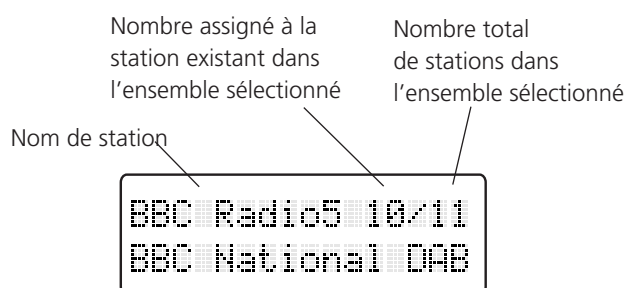 Nombre assigné à la
station existant dans
l'ensemble sélectionné
Nombre total
de stations dans
l'ensemble sélectionné
Nom de station
BBC Radio5 10/11
BBC National DAB